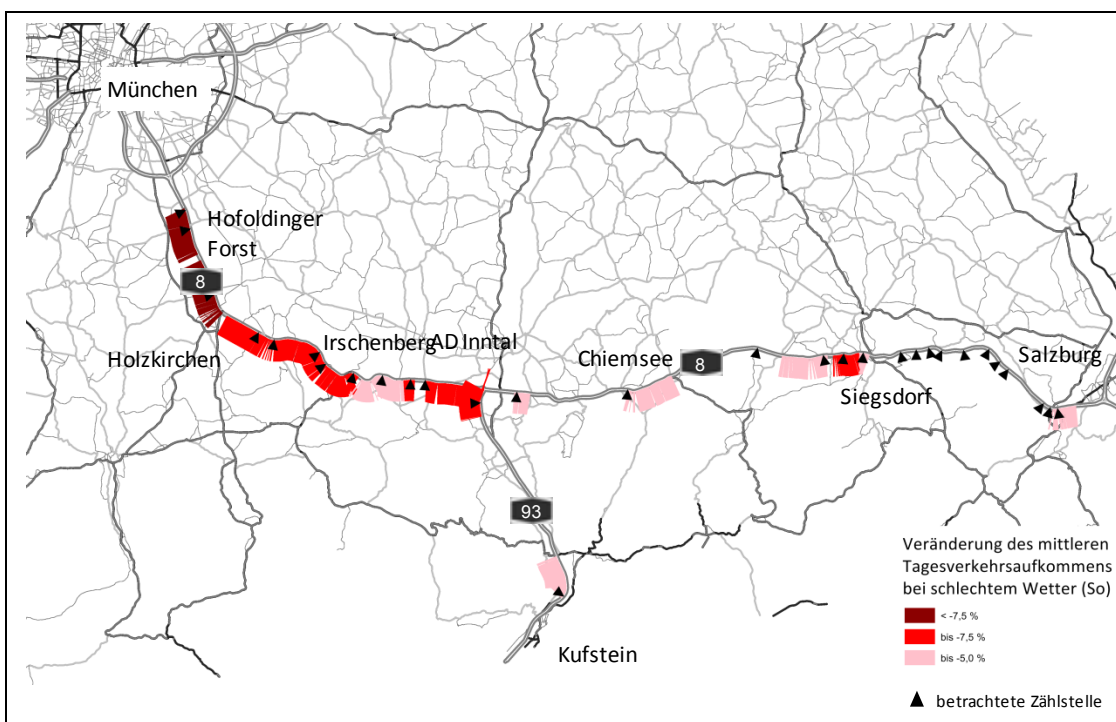 München
Hofoldinger
Forst
8
Holzkirchen
Irschenberg
AD Inntal
Chiemsee
8
Siegsdorf
Salzburg
93
Kufstein
Veränderung des mittleren
Tagesverkehrsaufkommens
bei schlechtem Wetter (So)
< -7,5 %
bis -7,5 %
bis -5,0 %
betrachtete Zählstelle